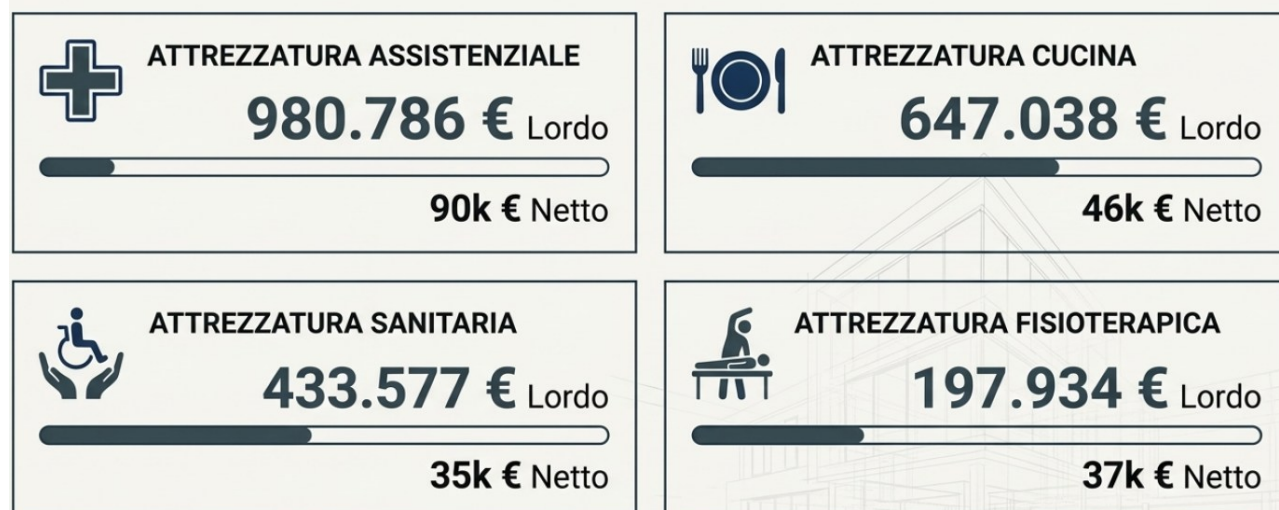 ATTREZZATURA ASSISTENZIALE
980.786 € Lordo
90k € Netto
ATTREZZATURA CUCINA
647.038 € Lordo
46k € Netto
ATTREZZATURA SANITARIA
433.577 € Lordo
35k € Netto
ATTREZZATURA FISIOTERAPICA
197.934 € Lordo
37k € Netto